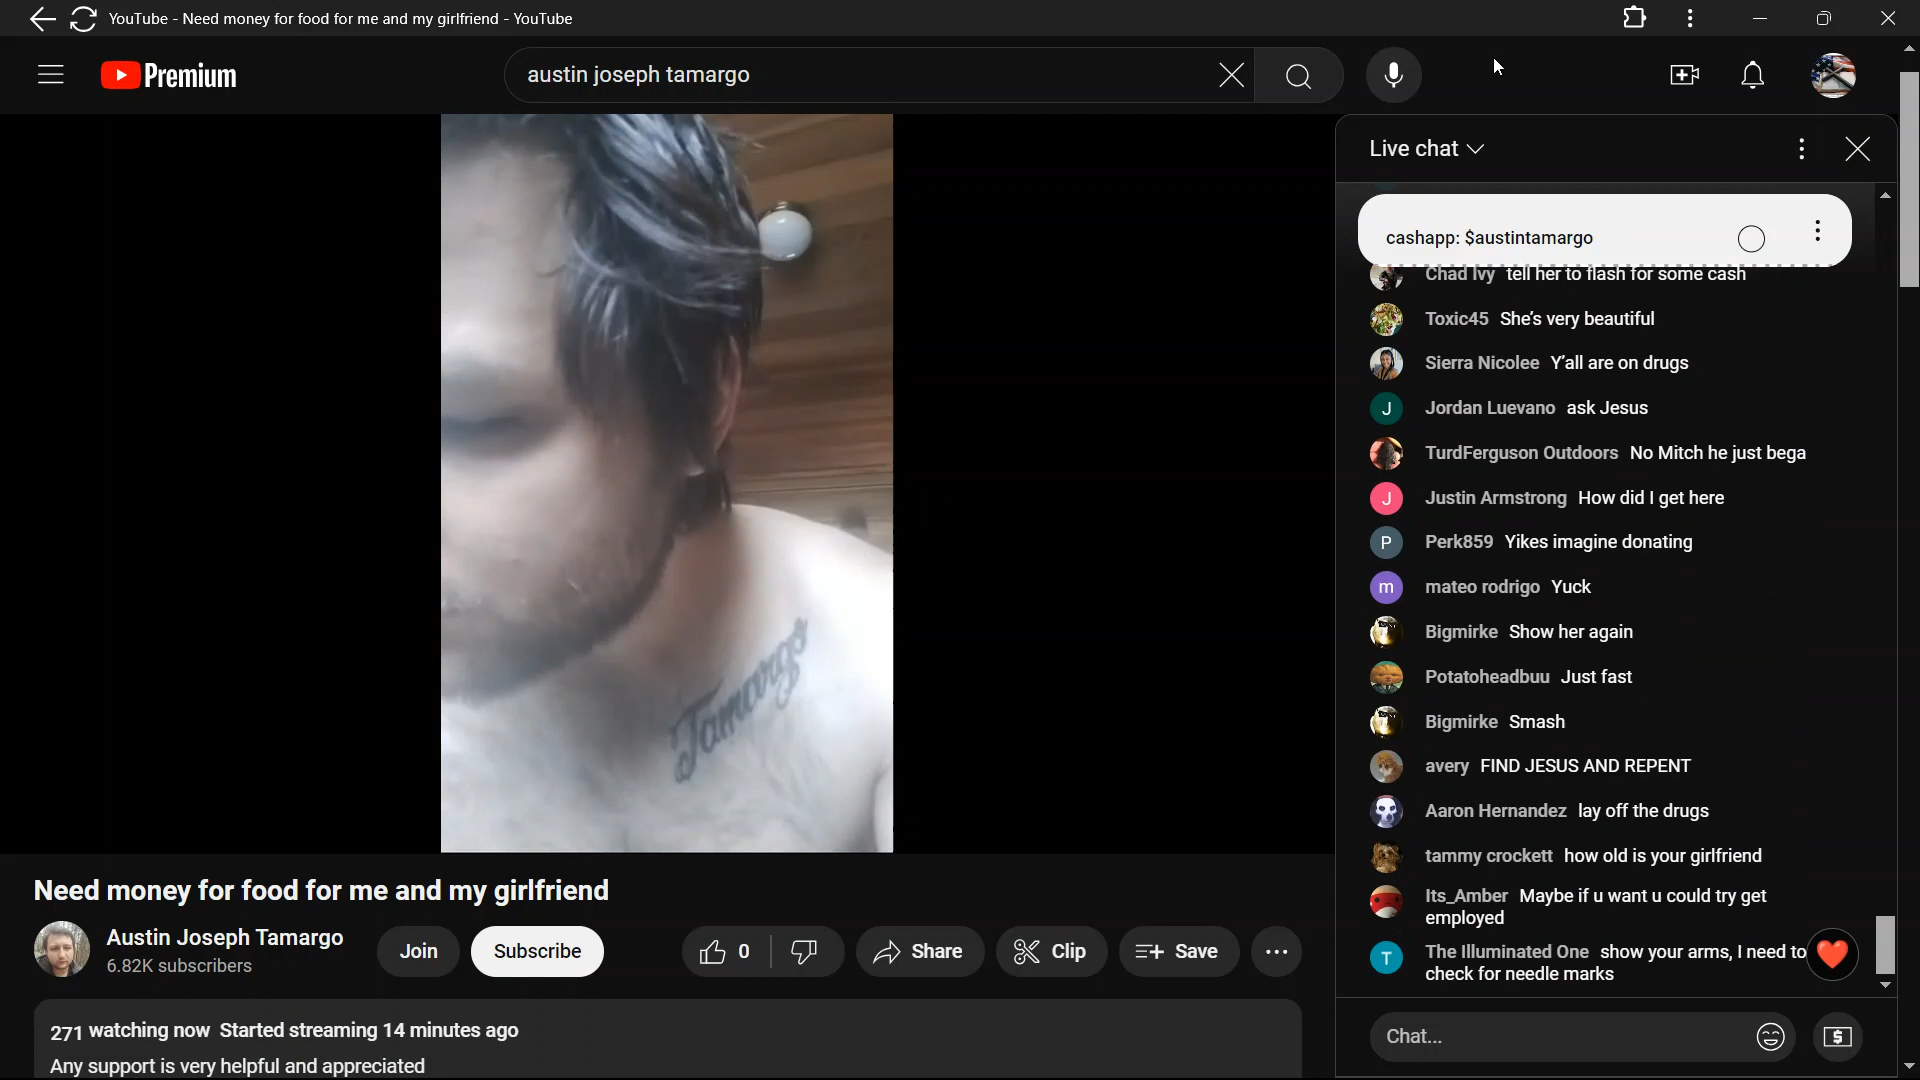 YouTube - Need money for food for me and my girlfriend - YouTube
Premium
austin joseph tamargo
Live chat
cashapp: $austintamargo
Chad Ivy tell her to flash for some cash
Toxic45 She's very beautiful
Sierra Nicolee Y'all are on drugs
J
Jordan Luevano ask Jesus
TurdFerguson Outdoors No Mitch he just bega
J
Justin Armstrong How did I get here
P
Perk859 Yikes imagine donating
m
mateo rodrigo Yuck
Bigmirke Show her again
Potatoheadbuu Just fast
Bigmirke Smash
avery FIND JESUS AND REPENT
Aaron Hernandez lay off the drugs
tammy crockett how old is your girlfriend
Its_Amber Maybe if u want u could try get
employed
T
The Illuminated One show your arms, I need to
check for needle marks
Chat...
Tamargo
Need money for food for me and my girlfriend
Austin Joseph Tamargo
6.82K subscribers
Join
Subscribe
0
Share
Clip
Save
271 watching now Started streaming 14 minutes ago
Any support is very helpful and appreciated